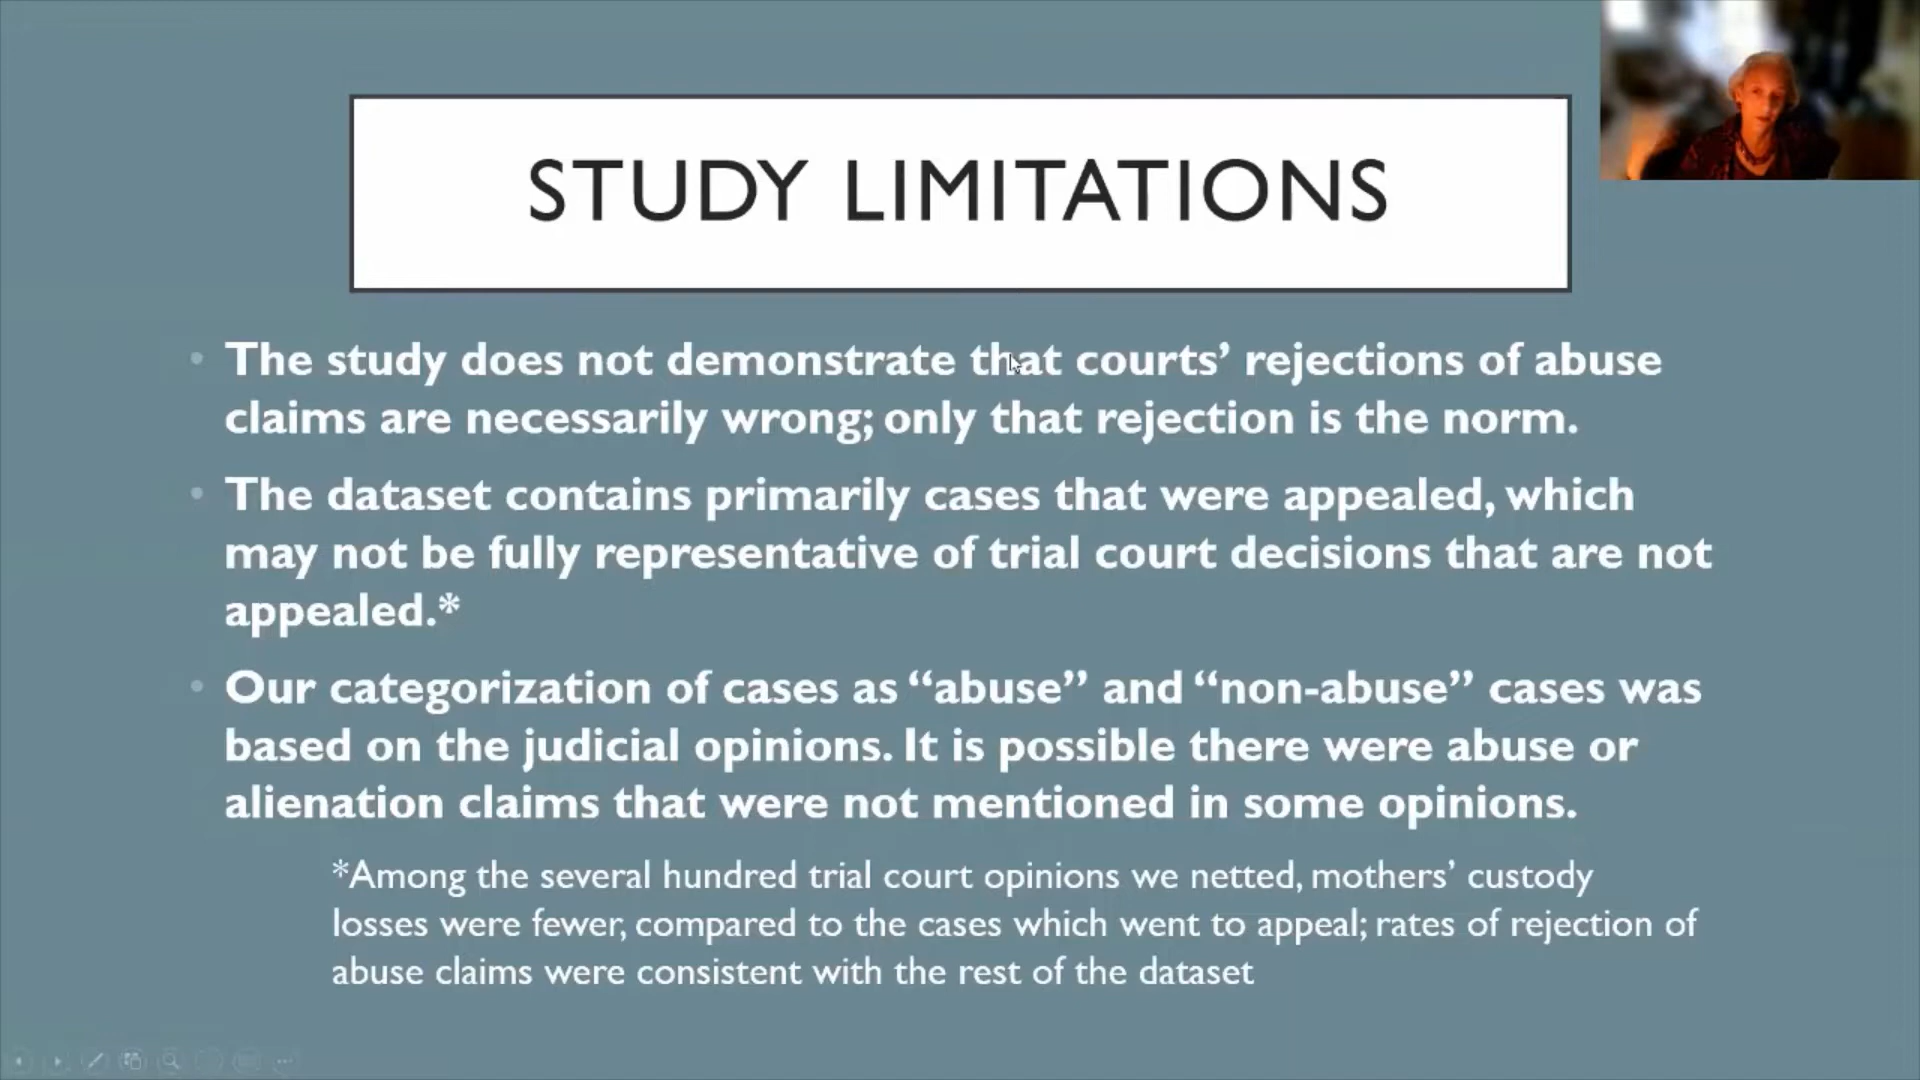 STUDY LIMITATIONS
• The study does not demonstrate that courts’ rejections of abuse
claims are necessarily wrong; only that rejection is the norm.
• The dataset contains primarily cases that were appealed, which
may not be fully representative of trial court decisions that are not
appealed.*
• Our categorization of cases as “abuse” and “non-abuse” cases was
based on the judicial opinions. It is possible there were abuse or
alienation claims that were not mentioned in some opinions.
*Among the several hundred trial court opinions we netted, mothers’ custody
losses were fewer, compared to the cases which went to appeal; rates of rejection of
abuse claims were consistent with the rest of the dataset